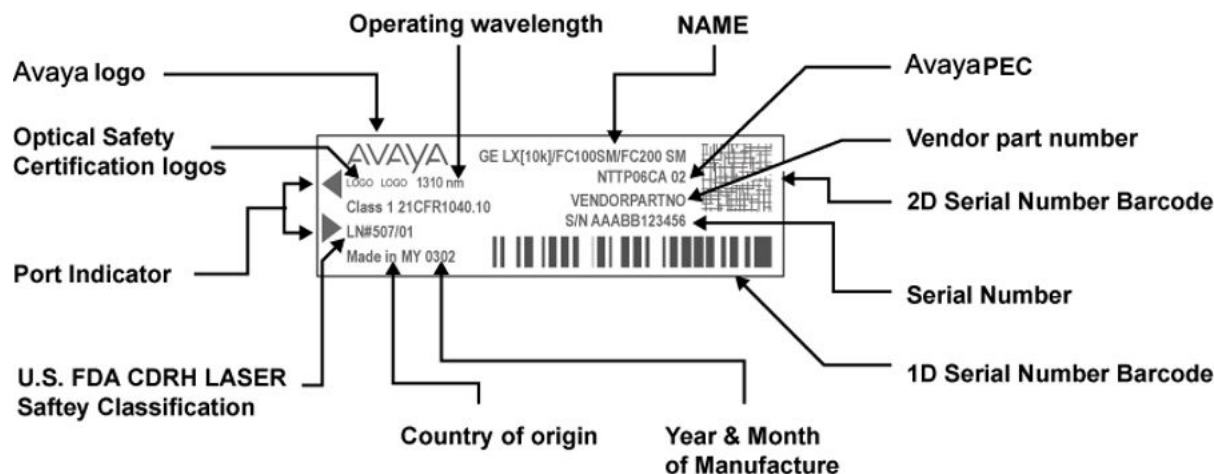 Operating wavelength
NAME
Avaya logo
AvayaPEC
Optical Safety
Certification logos
Vendor part number
2D Serial Number Barcode
Port Indicator
Serial Number
U.S. FDA CDRH LASER
Saftey Classification
1D Serial Number Barcode
Country of origin
Year & Month
of Manufacture
AVAYA
LOGO LOGO 1310 nm
Class 1 21CFR1040.10
LN#507/01
Made in MY 0302
GE LX[10k]/FC100SM/FC200 SM
NTTP06CA 02
VENDORPARTNO
S/N AAABB123456